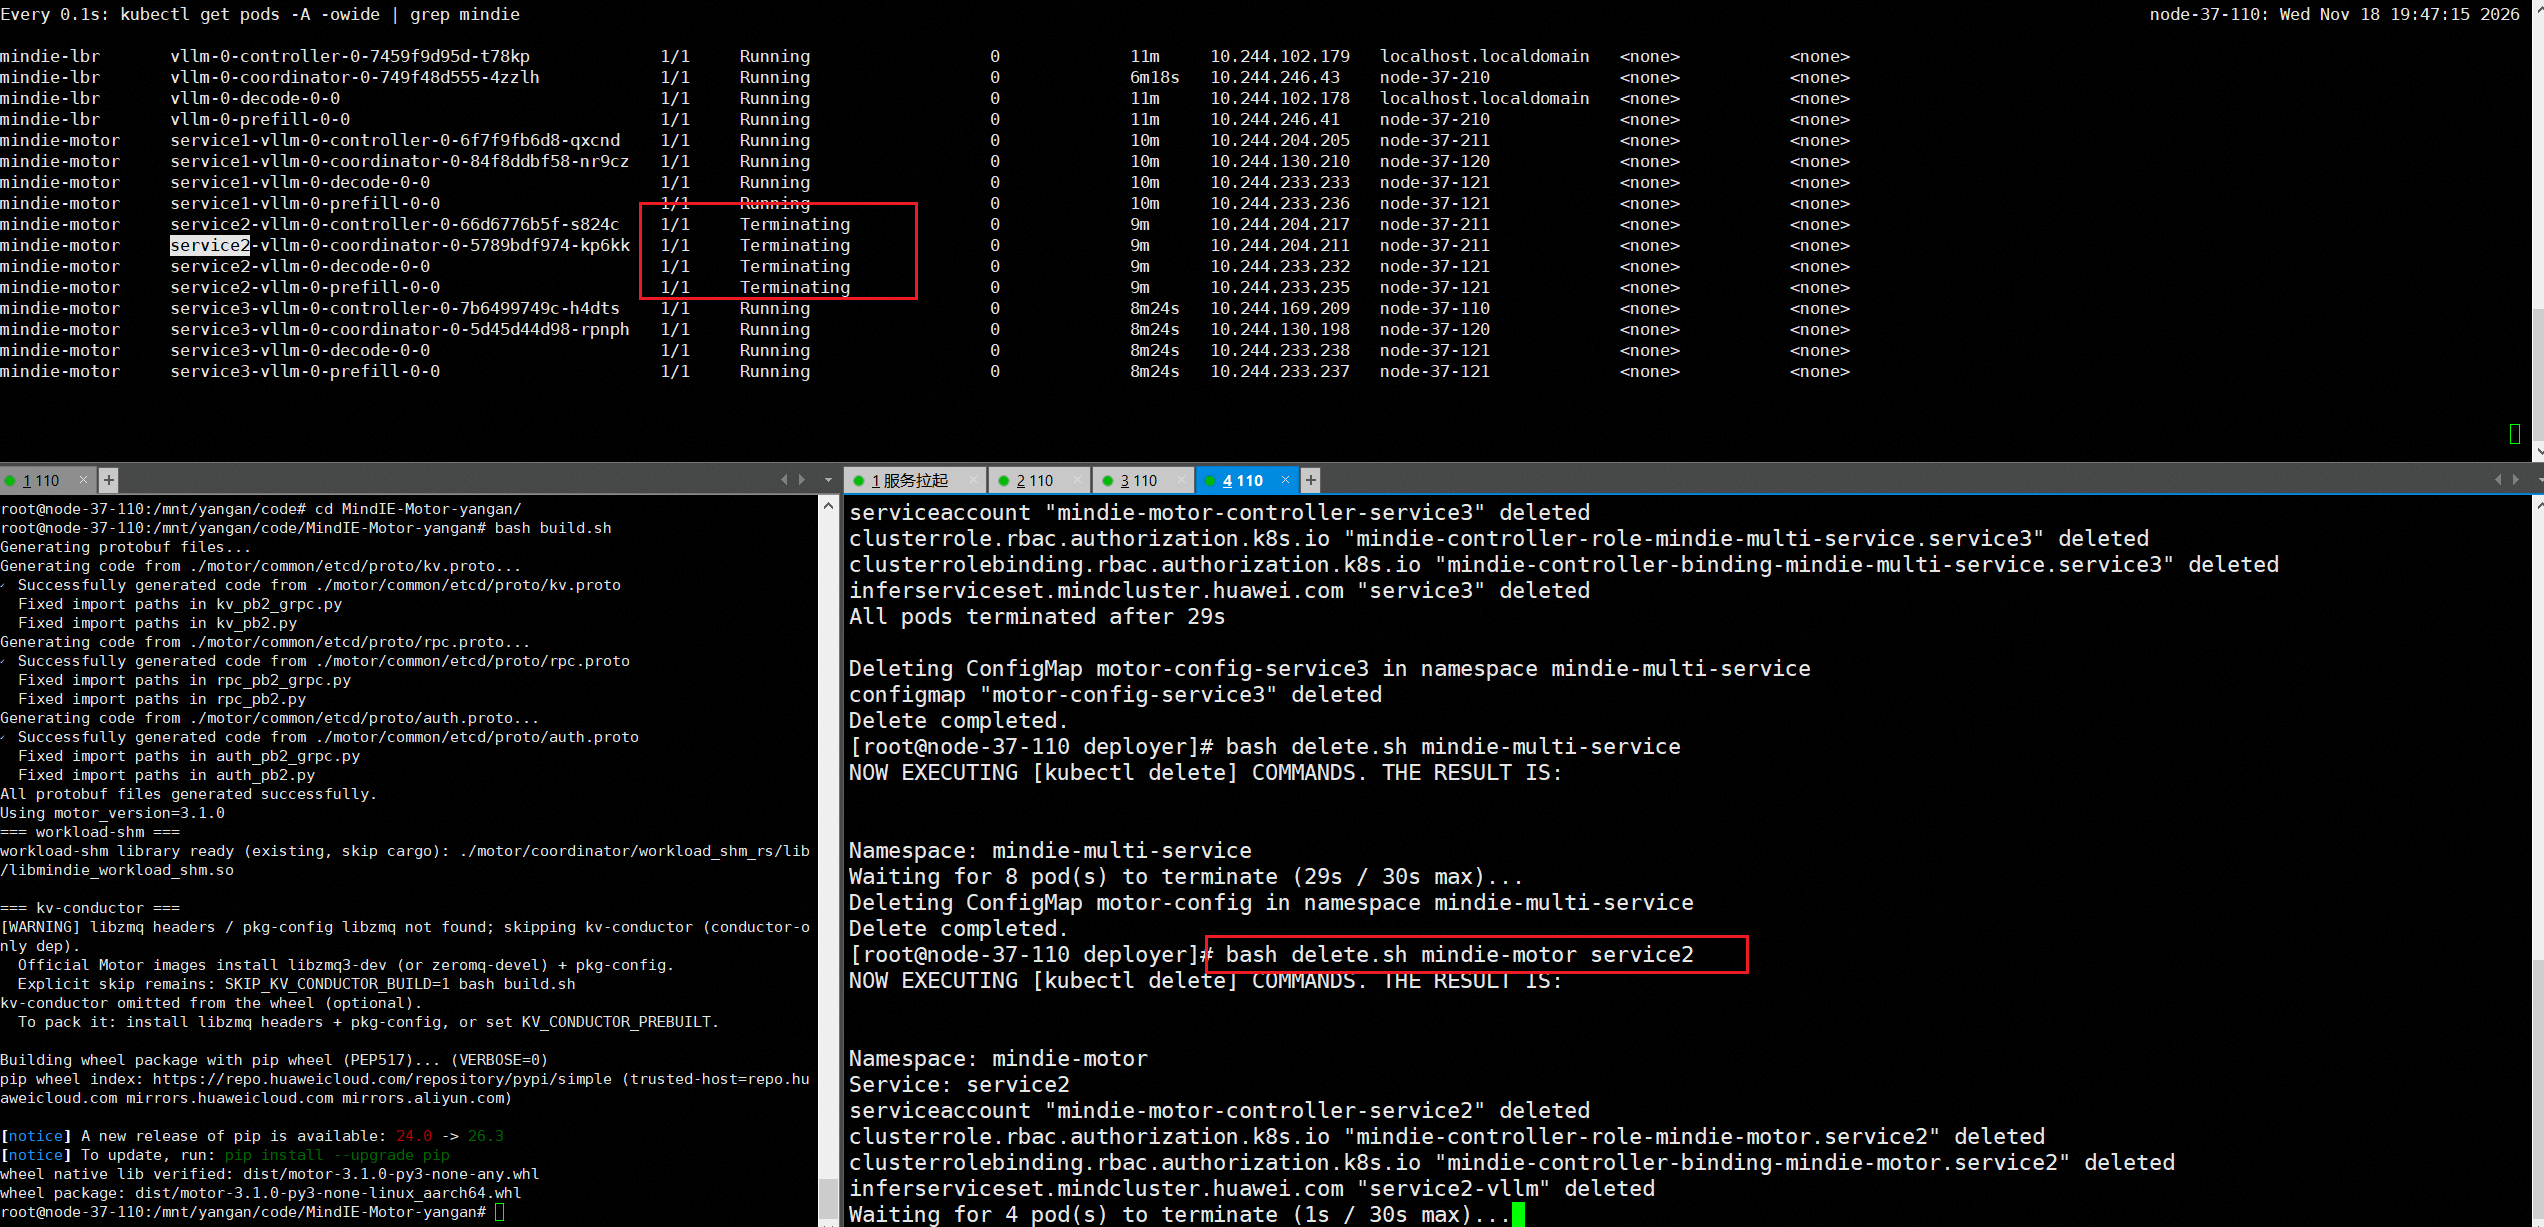 Every 0.1s: kubectl get pods -A -owide | grep mindie node-37-110: Wed Nov 18 19:47:15 2026
mindie-lbr vllm-0-controller-0-7459f9d95d-t78kp 1/1 Running 0 11m 10.244.102.179 localhost.localdomain <none> <none>
mindie-lbr vllm-0-coordinator-0-749f48d555-4zzlh 1/1 Running 0 6m18s 10.244.246.43 node-37-210 <none> <none>
mindie-lbr vllm-0-decode-0-0 1/1 Running 0 11m 10.244.102.178 localhost.localdomain <none> <none>
mindie-lbr vllm-0-prefill-0-0 1/1 Running 0 11m 10.244.246.41 node-37-210 <none> <none>
mindie-motor service1-vllm-0-controller-0-6f7f9fb6d8-qxcnd 1/1 Running 0 10m 10.244.204.205 node-37-211 <none> <none>
mindie-motor service1-vllm-0-coordinator-0-84f8ddbf58-nr9cz 1/1 Running 0 10m 10.244.130.210 node-37-120 <none> <none>
mindie-motor service1-vllm-0-decode-0-0 1/1 Running 0 10m 10.244.233.233 node-37-121 <none> <none>
mindie-motor service1-vllm-0-prefill-0-0 1/1 Running 0 10m 10.244.233.236 node-37-121 <none> <none>
mindie-motor service2-vllm-0-controller-0-66d6776b5f-s824c 1/1 Terminating 0 9m 10.244.204.217 node-37-211 <none> <none>
mindie-motor service2-vllm-0-coordinator-0-5789bdf974-kp6kk 1/1 Terminating 0 9m 10.244.204.211 node-37-211 <none> <none>
mindie-motor service2-vllm-0-decode-0-0 1/1 Terminating 0 9m 10.244.233.232 node-37-121 <none> <none>
mindie-motor service2-vllm-0-prefill-0-0 1/1 Terminating 0 9m 10.244.233.235 node-37-121 <none> <none>
mindie-motor service3-vllm-0-controller-0-7b6499749c-h4dts 1/1 Running 0 8m24s 10.244.169.209 node-37-110 <none> <none>
mindie-motor service3-vllm-0-coordinator-0-5d45d44d98-rpnph 1/1 Running 0 8m24s 10.244.130.198 node-37-120 <none> <none>
mindie-motor service3-vllm-0-decode-0-0 1/1 Running 0 8m24s 10.244.233.238 node-37-121 <none> <none>
mindie-motor service3-vllm-0-prefill-0-0 1/1 Running 0 8m24s 10.244.233.237 node-37-121 <none> <none>
1 110
root@node-37-110:/mnt/yangan/code# cd MindIE-Motor-yangan/
root@node-37-110:/mnt/yangan/code/MindIE-Motor-yangan# bash build.sh
Generating protobuf files...
Generating code from ./motor/common/etcd/proto/kv.proto...
✓ Successfully generated code from ./motor/common/etcd/proto/kv.proto
Fixed import paths in kv_pb2_grpc.py
Fixed import paths in kv_pb2.py
Generating code from ./motor/common/etcd/proto/rpc.proto...
✓ Successfully generated code from ./motor/common/etcd/proto/rpc.proto
Fixed import paths in rpc_pb2_grpc.py
Fixed import paths in rpc_pb2.py
Generating code from ./motor/common/etcd/proto/auth.proto...
✓ Successfully generated code from ./motor/common/etcd/proto/auth.proto
Fixed import paths in auth_pb2_grpc.py
Fixed import paths in auth_pb2.py
All protobuf files generated successfully.
Using motor_version=3.1.0
=== workload-shm ===
workload-shm library ready (existing, skip cargo): ./motor/coordinator/workload_shm_rs/lib
/libmindie_workload_shm.so
=== kv-conductor ===
[WARNING] libzmq headers / pkg-config libzmq not found; skipping kv-conductor (conductor-o
nly dep).
Official Motor images install libzmq3-dev (or zeromq-devel) + pkg-config.
Explicit skip remains: SKIP_KV_CONDUCTOR_BUILD=1 bash build.sh
kv-conductor omitted from the wheel (optional).
To pack it: install libzmq headers + pkg-config, or set KV_CONDUCTOR_PREBUILT.
Building wheel package with pip wheel (PEP517)... (VERBOSE=0)
pip wheel index: https://repo.huaweicloud.com/repository/pypi/simple (trusted-host=repo.hu
aweicloud.com mirrors.huaweicloud.com mirrors.aliyun.com)
[notice] A new release of pip is available: 24.0 -> 26.3
[notice] To update, run: pip install --upgrade pip
wheel native lib verified: dist/motor-3.1.0-py3-none-any.whl
wheel package: dist/motor-3.1.0-py3-none-linux_aarch64.whl
root@node-37-110:/mnt/yangan/code/MindIE-Motor-yangan#
1 服务拉起 2 110 3 110 4 110
serviceaccount "mindie-motor-controller-service3" deleted
clusterrole.rbac.authorization.k8s.io "mindie-controller-role-mindie-multi-service.service3" deleted
clusterrolebinding.rbac.authorization.k8s.io "mindie-controller-binding-mindie-multi-service.service3" deleted
inferserviceset.mindcluster.huawei.com "service3" deleted
All pods terminated after 29s
Deleting ConfigMap motor-config-service3 in namespace mindie-multi-service
configmap "motor-config-service3" deleted
Delete completed.
[root@node-37-110 deployer]# bash delete.sh mindie-multi-service
NOW EXECUTING [kubectl delete] COMMANDS. THE RESULT IS:
Namespace: mindie-multi-service
Waiting for 8 pod(s) to terminate (29s / 30s max)...
Deleting ConfigMap motor-config in namespace mindie-multi-service
Delete completed.
[root@node-37-110 deployer]# bash delete.sh mindie-motor service2
NOW EXECUTING [kubectl delete] COMMANDS. THE RESULT IS:
Namespace: mindie-motor
Service: service2
serviceaccount "mindie-motor-controller-service2" deleted
clusterrole.rbac.authorization.k8s.io "mindie-controller-role-mindie-motor.service2" deleted
clusterrolebinding.rbac.authorization.k8s.io "mindie-controller-binding-mindie-motor.service2" deleted
inferserviceset.mindcluster.huawei.com "service2-vllm" deleted
Waiting for 4 pod(s) to terminate (1s / 30s max)...